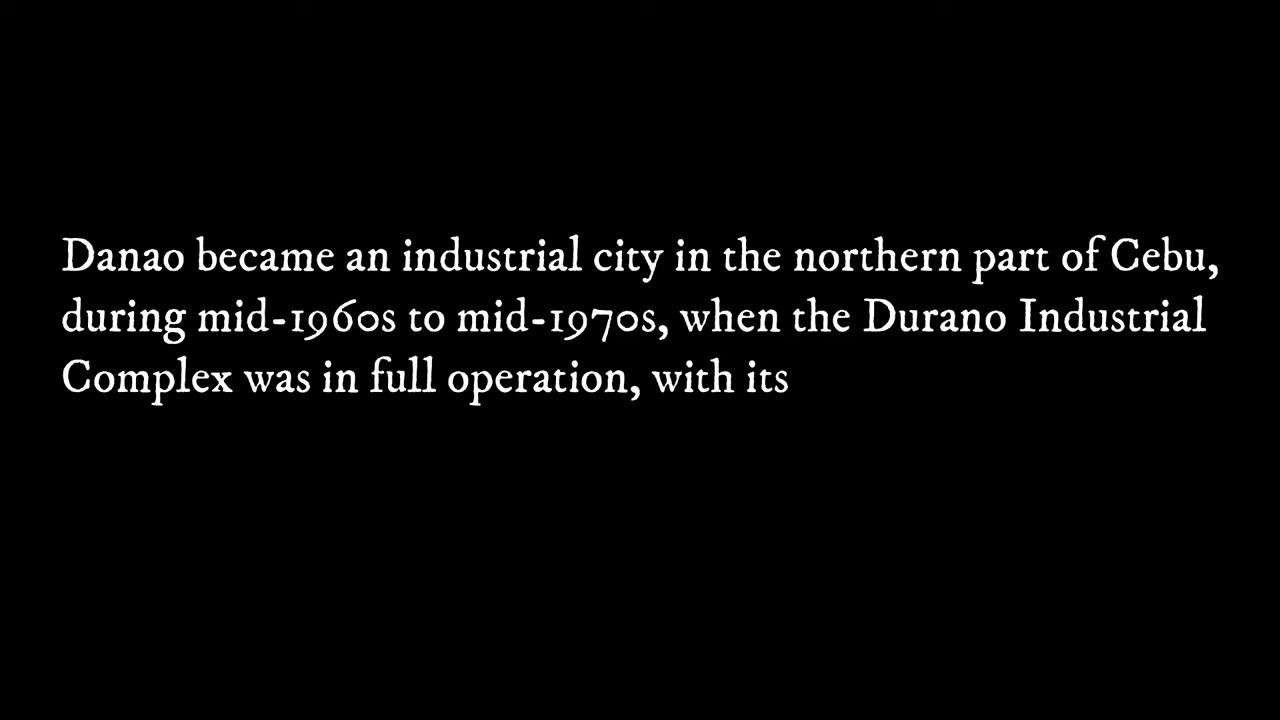 Danao became an industrial city in the northern part of Cebu,
during mid-1960s to mid-1970s, when the Durano Industrial
Complex was in full operation, with its